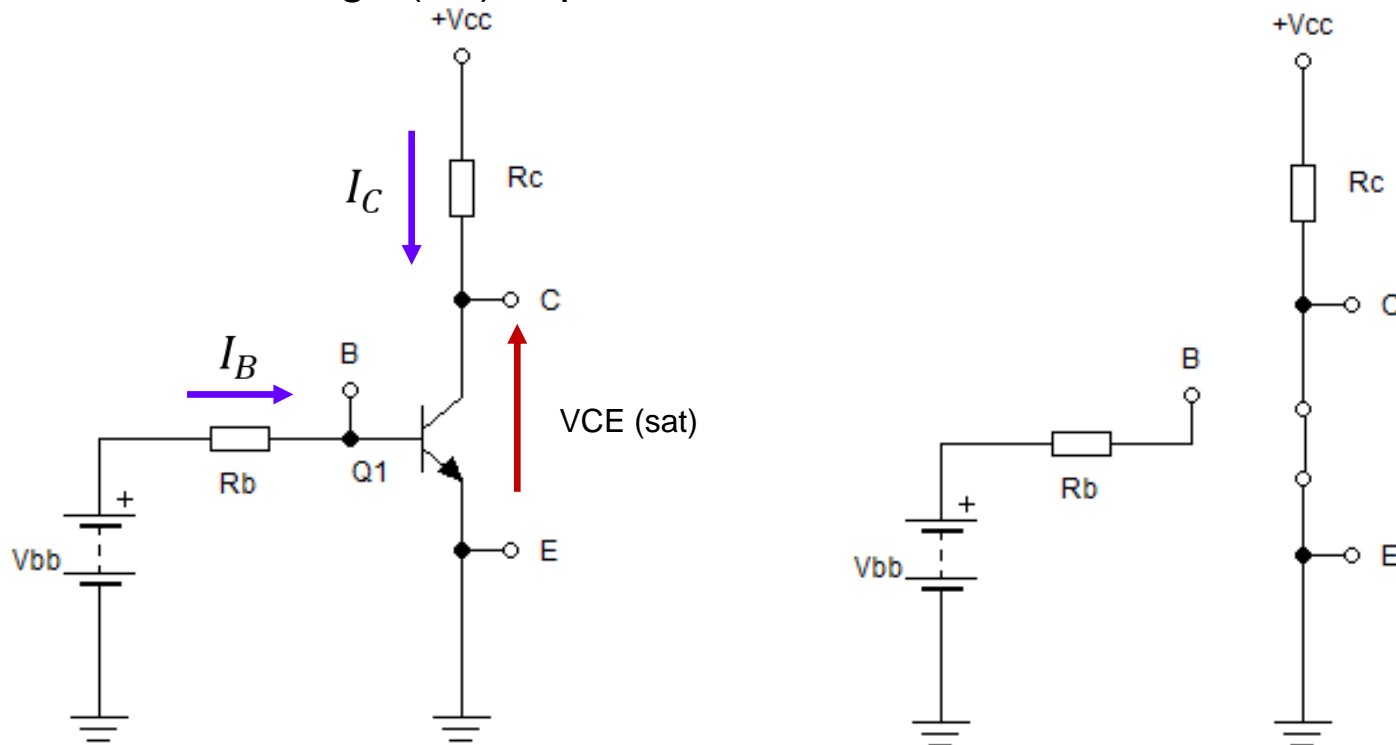 +Vcc
I_C
Rc
C
I_B
B
VCE (sat)
Rb
Q1
+
Vbb
E
+Vcc
Rc
C
B
Rb
+
Vbb
E